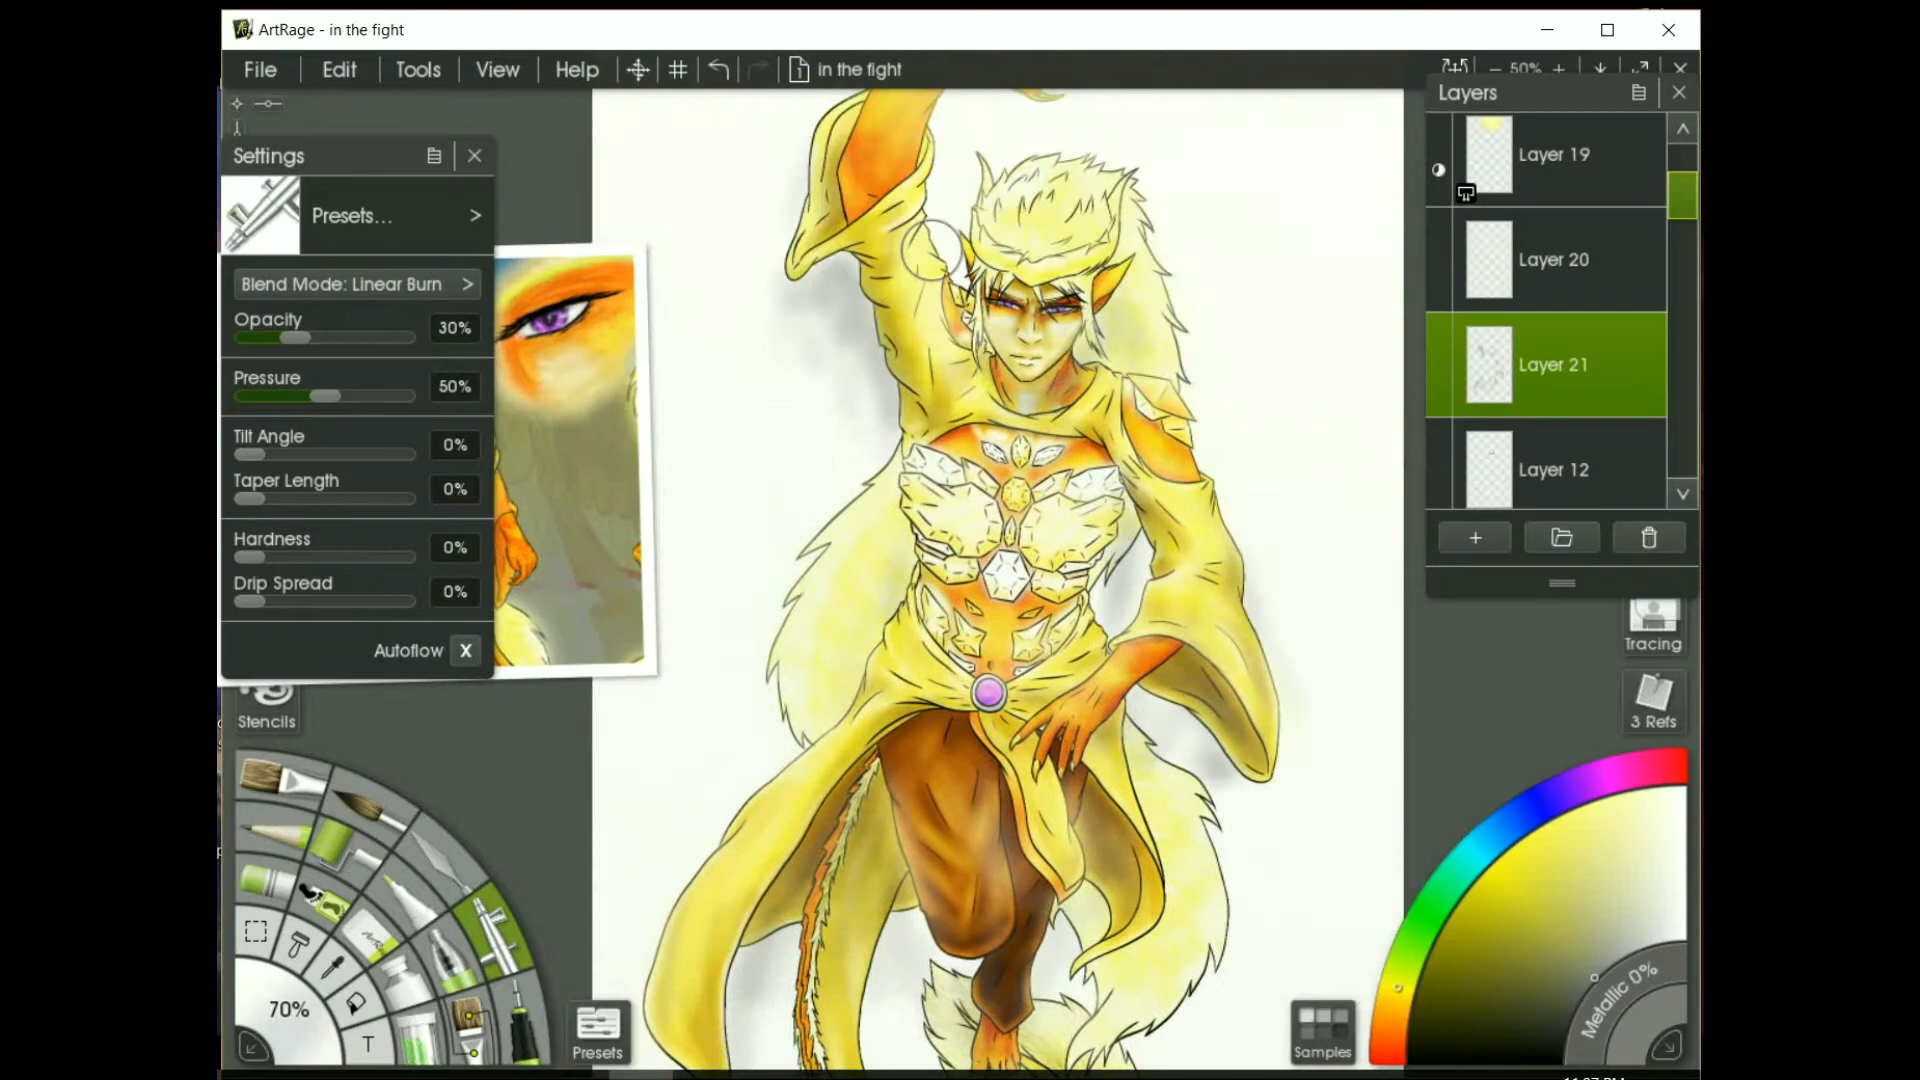 ArtRage - in the fight
File Edit Tools View Help in the fight 50%
Layers
Settings
Presets...
Layer 19
Blend Mode: Linear Burn >
Layer 20
Opacity 30%
Pressure 50%
Layer 21
Tilt Angle 0%
Taper Length 0%
Layer 12
Hardness 0%
Drip Spread 0%
Autoflow X
Tracing
Stencils
3 Refs
70%
T
Presets
Samples
Metallic 0%